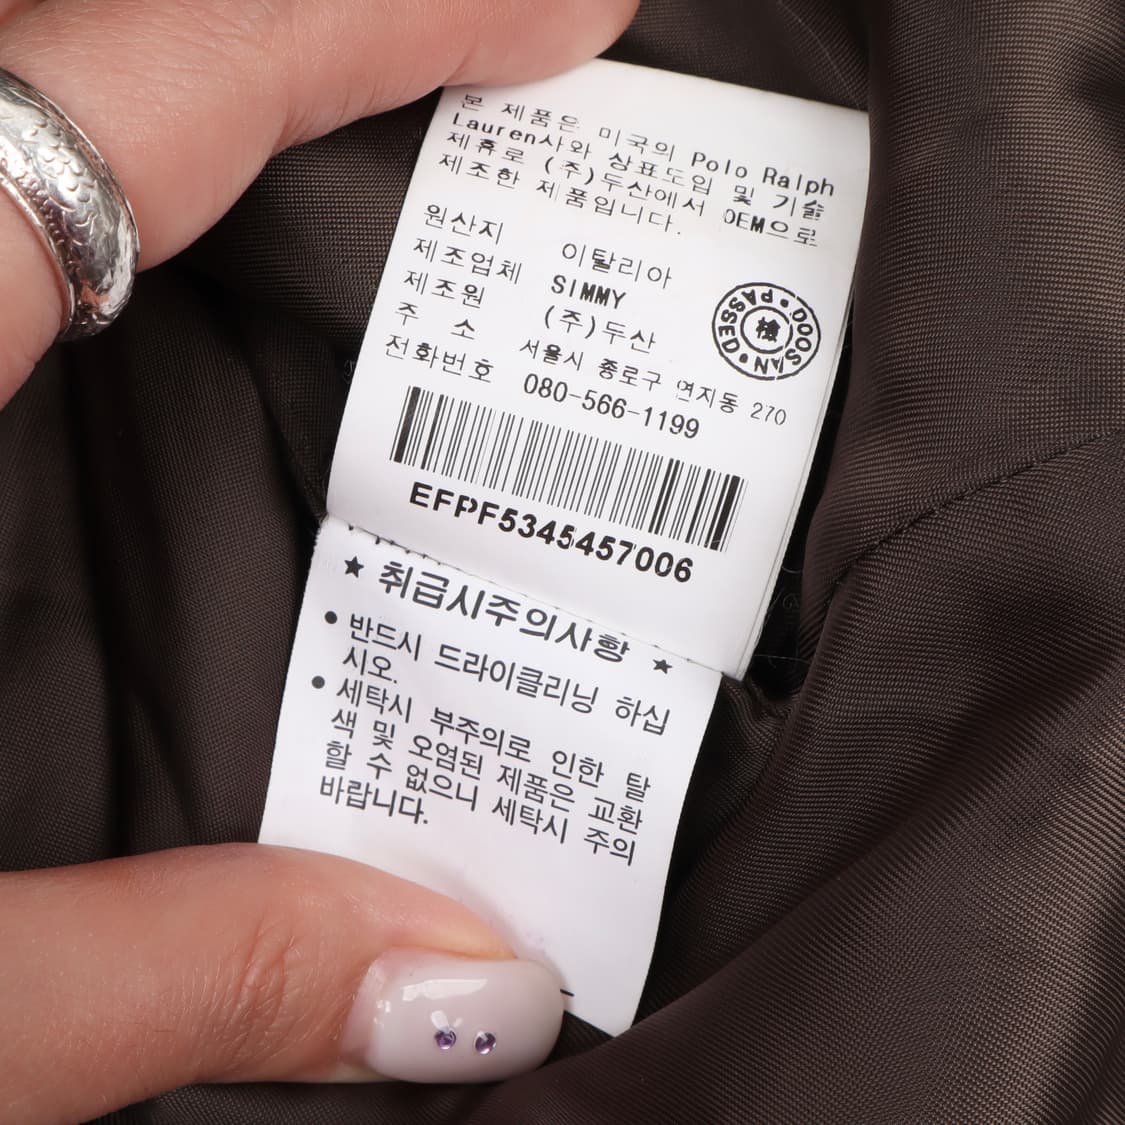 본 제품은 미국의 Polo Ralph
Lauren사와 상표도입 및 기술
제휴로 (주)두산에서 OEM으로
제조한 제품입니다.
원산지 이탈리아
제조업체 SIMMY
제조원 (주)두산
주 소 서울시 종로구 연지동 270
전화번호 080-566-1199
DOOSAN PASSED
檢
EFPF5345457006
★ 취급시주의사항 ★
● 반드시 드라이클리닝 하십
시오.
● 세탁시 부주의로 인한 탈
색 및 오염된 제품은 교환
할 수 없으니 세탁시 주의
바랍니다.